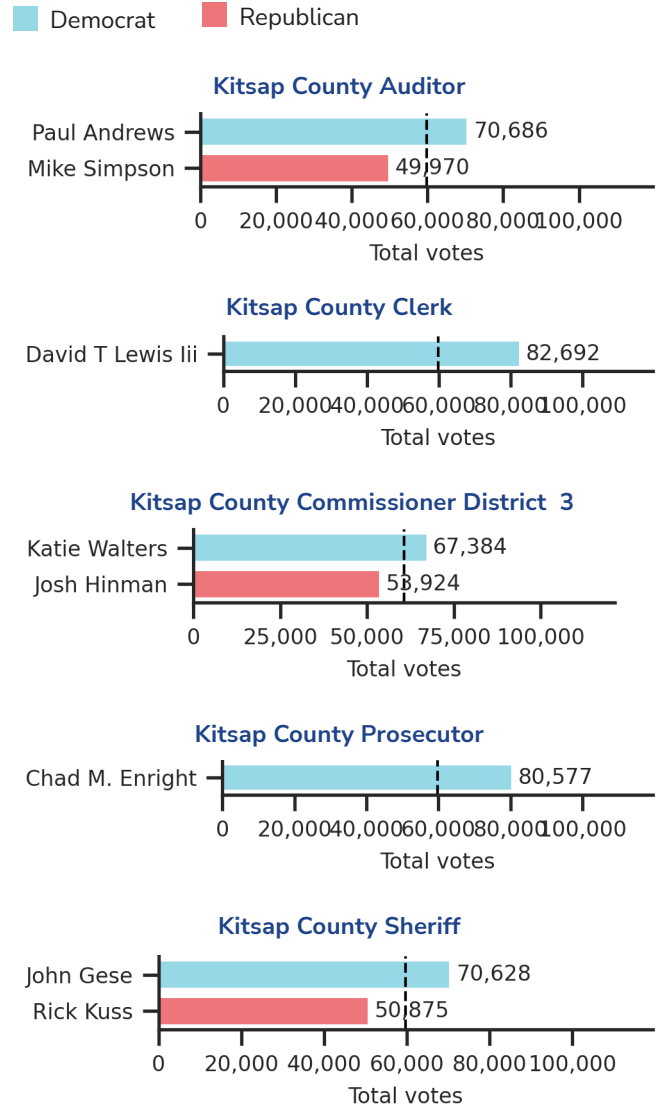 Democrat Republican
Kitsap County Auditor
Paul Andrews 70,686
Mike Simpson 49,970
0 20,000 40,000 60,000 80,000 100,000
Total votes
Kitsap County Clerk
David T Lewis Iii 82,692
0 20,000 40,000 60,000 80,000 100,000
Total votes
Kitsap County Commissioner District 3
Katie Walters 67,384
Josh Hinman 53,924
0 25,000 50,000 75,000 100,000
Total votes
Kitsap County Prosecutor
Chad M. Enright 80,577
0 20,000 40,000 60,000 80,000 100,000
Total votes
Kitsap County Sheriff
John Gese 70,628
Rick Kuss 50,875
0 20,000 40,000 60,000 80,000 100,000
Total votes